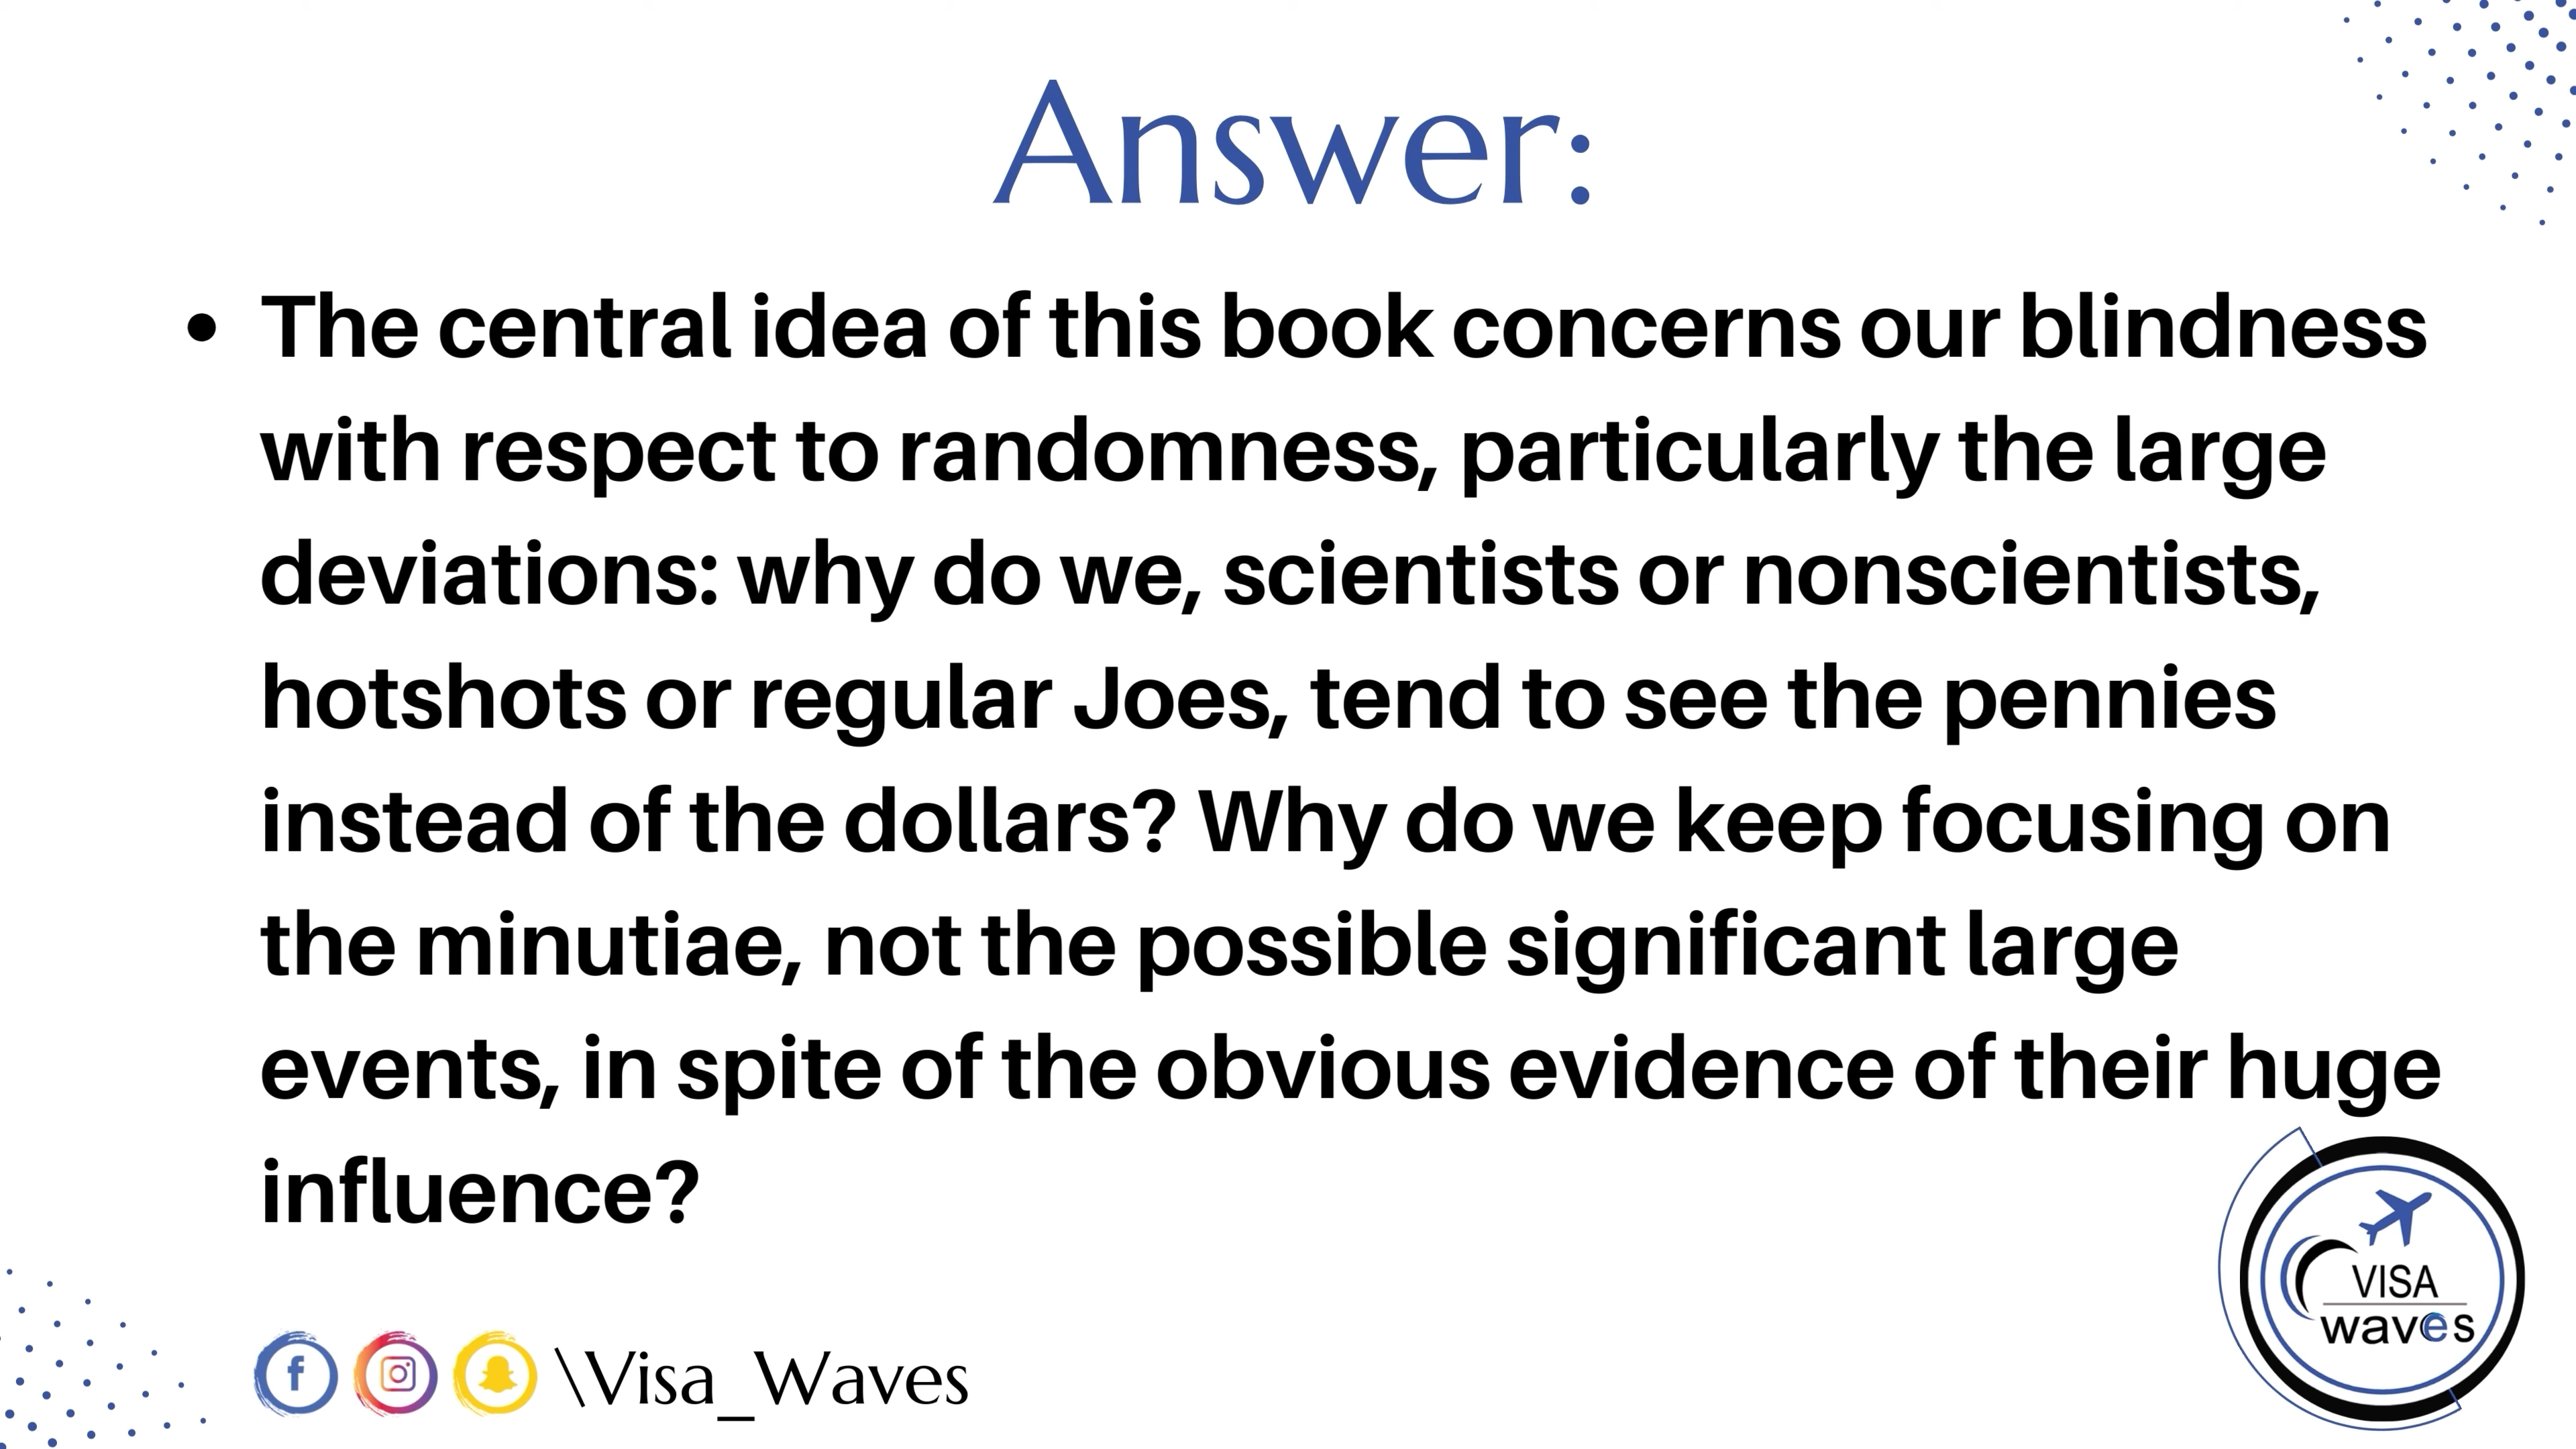 Answer:
• The central idea of this book concerns our blindness
with respect to randomness, particularly the large
deviations: why do we, scientists or nonscientists,
hotshots or regular Joes, tend to see the pennies
instead of the dollars? Why do we keep focusing on
the minutiae, not the possible significant large
events, in spite of the obvious evidence of their huge
influence?
VISA
waves
\Visa_Waves